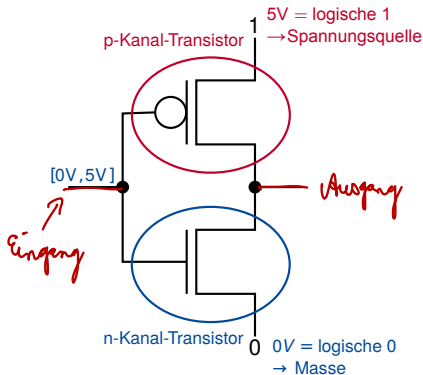 1 5V = logische 1
→Spannungsquelle
p-Kanal-Transistor
[0V,5V]
Ausgang
Eingang
n-Kanal-Transistor
0 0V = logische 0
→ Masse